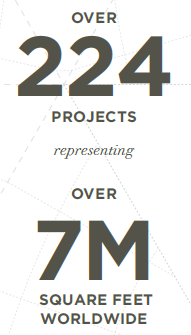 OVER
224
PROJECTS
representing
OVER
7M
SQUARE FEET
WORLDWIDE